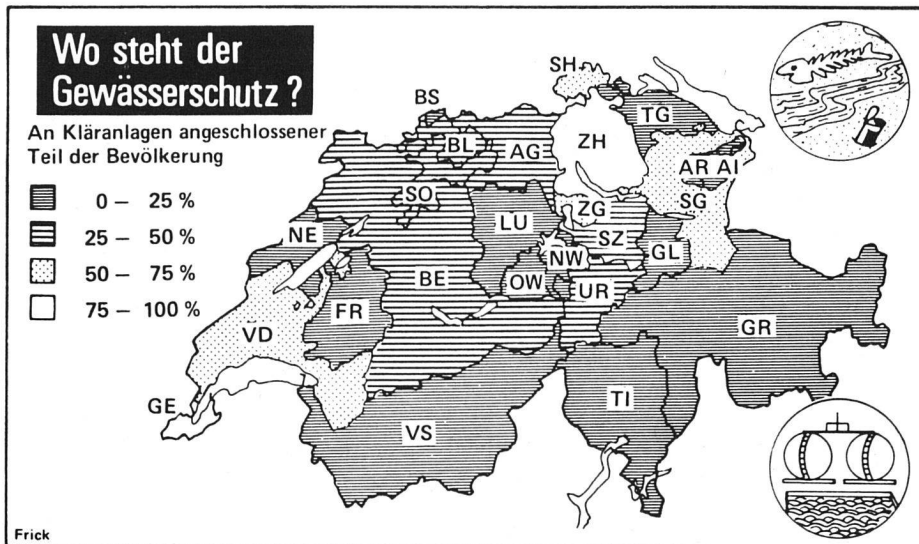 Wo steht der
Gewässerschutz ?
An Kläranlagen angeschlossener
Teil der Bevölkerung
0 – 25 %
25 – 50 %
50 – 75 %
75 – 100 %
SH
BS
TG
BL
AG
ZH
AR AI
SO
ZG
SG
NE
LU
SZ
NW
GL
BE
OW
UR
FR
GR
VD
GE
TI
VS
Frick